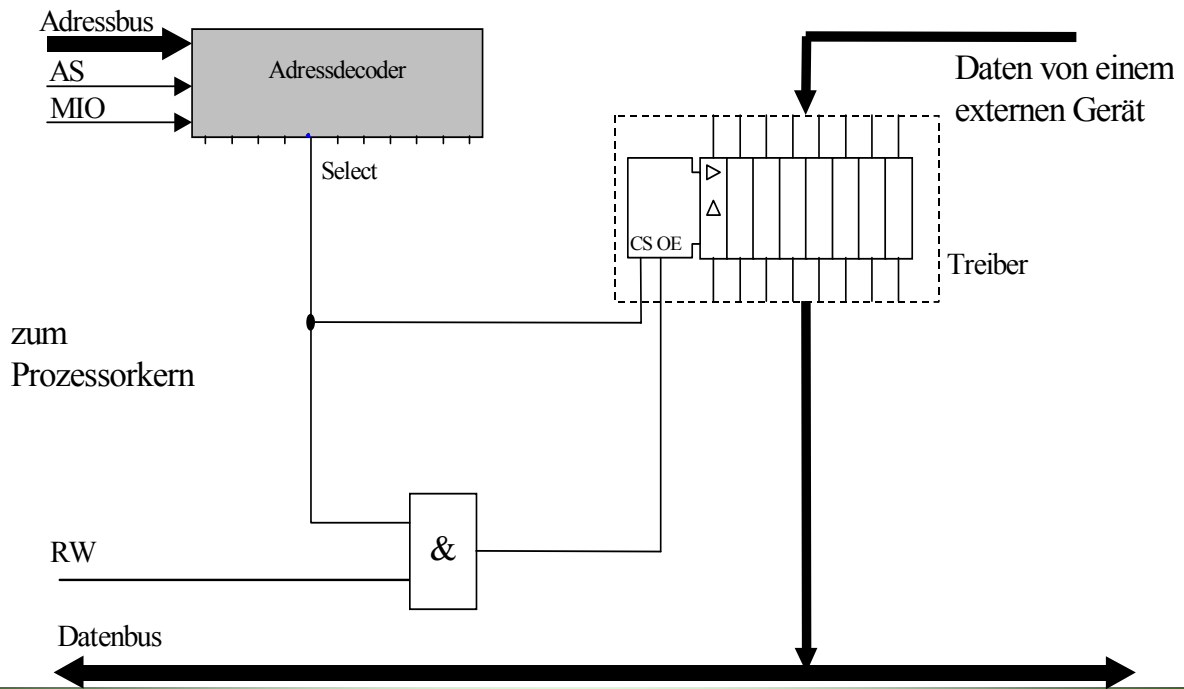 Adressbus
AS
MIO
Adressdecoder
Select
Daten von einem
externen Gerät
CS OE
Treiber
zum
Prozessorkern
RW
&
Datenbus